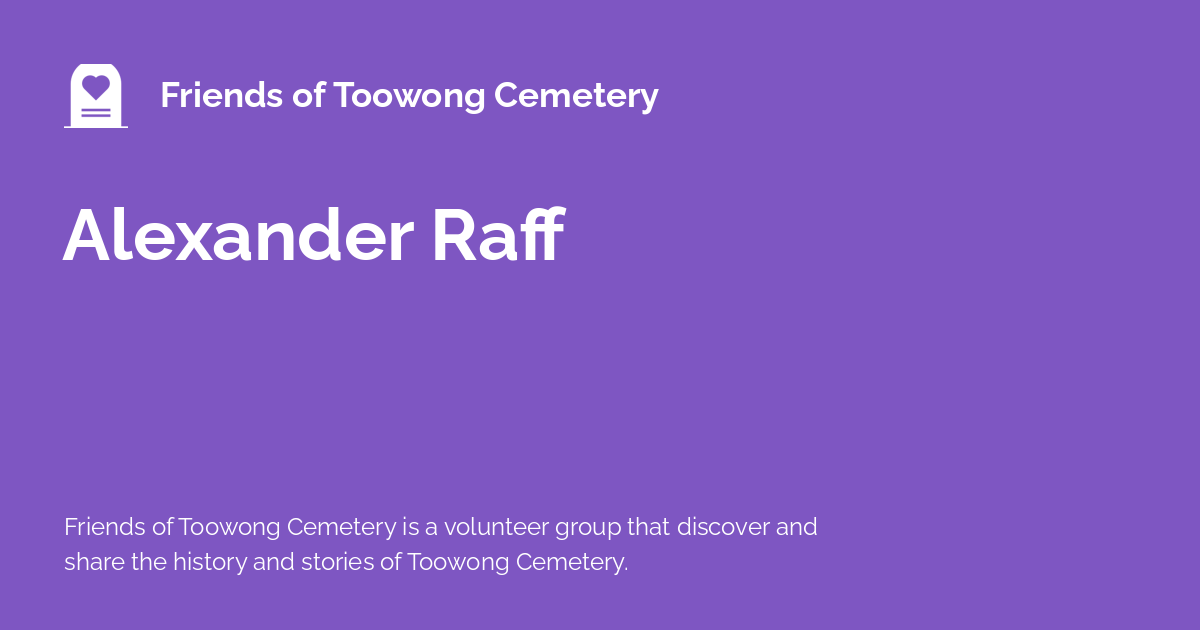 Friends of Toowong Cemetery
Alexander Raff
Friends of Toowong Cemetery is a volunteer group that discover and
share the history and stories of Toowong Cemetery.